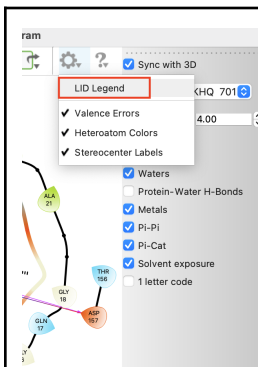 ram
? Sync with 3D
LID Legend
KHQ 701
Valence Errors
4.00
Heteroatom Colors
Stereocenter Labels
Waters
Protein-Water H-Bonds
Metals
Pi-Pi
Pi-Cat
Solvent exposure
1 letter code
ALA
21
THR
156
GLY
18
ASP
157
GLN
17